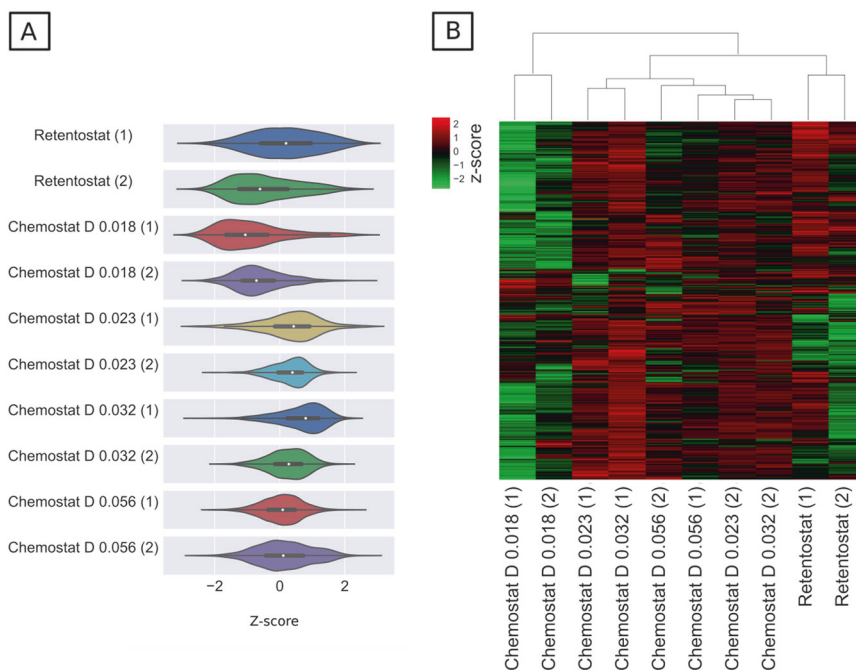 A
Retentostat (1)
Retentostat (2)
Chemostat D 0.018 (1)
Chemostat D 0.018 (2)
Chemostat D 0.023 (1)
Chemostat D 0.023 (2)
Chemostat D 0.032 (1)
Chemostat D 0.032 (2)
Chemostat D 0.056 (1)
Chemostat D 0.056 (2)
−2 0 2
Z-score
B
2
1
0
−1
−2
z-score
Chemostat D 0.018 (1)
Chemostat D 0.018 (2)
Chemostat D 0.023 (1)
Chemostat D 0.032 (1)
Chemostat D 0.056 (2)
Chemostat D 0.056 (1)
Chemostat D 0.023 (2)
Chemostat D 0.032 (2)
Retentostat (1)
Retentostat (2)